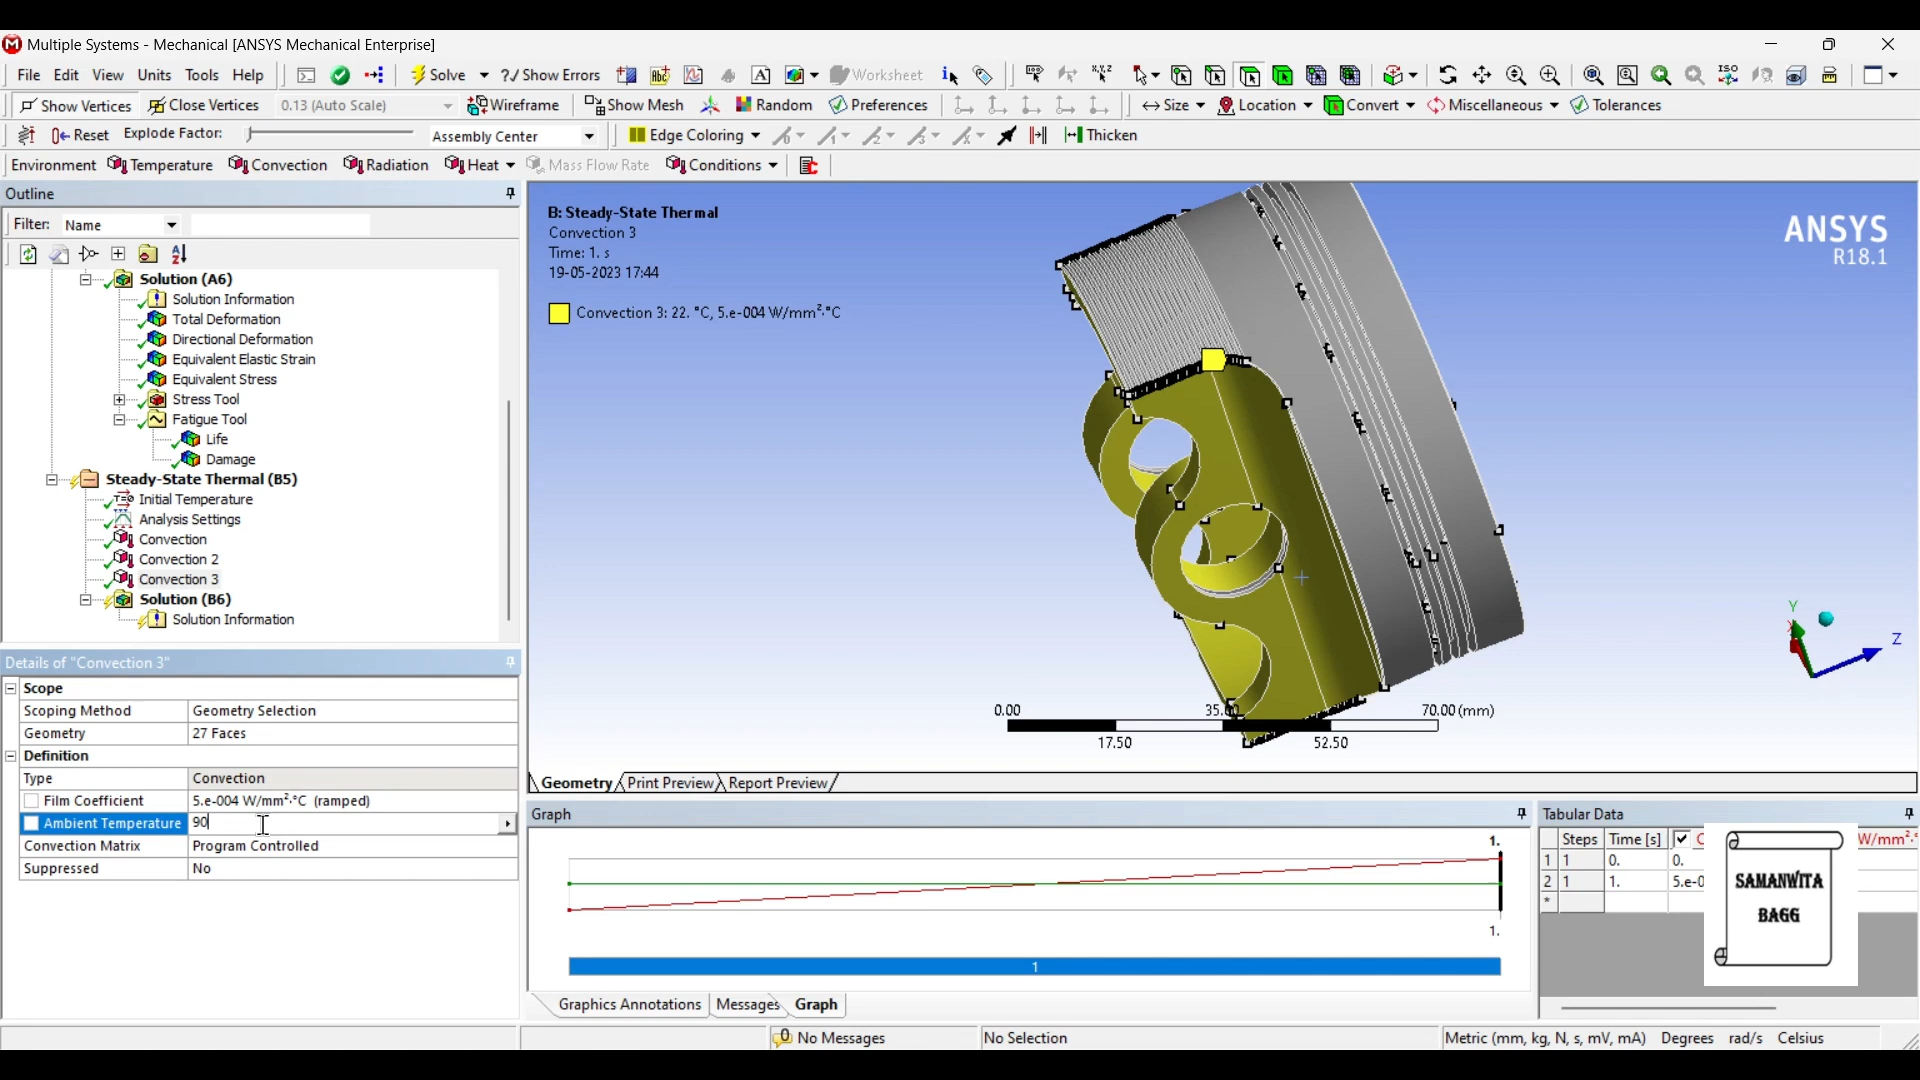 Multiple Systems - Mechanical [ANSYS Mechanical Enterprise]
File Edit View Units Tools Help Solve ?/ Show Errors Worksheet
Show Vertices Close Vertices 0.13 (Auto Scale) Wireframe Show Mesh Random Preferences Size Location Convert Miscellaneous Tolerances
Reset Explode Factor: Assembly Center Edge Coloring Thicken
Environment Temperature Convection Radiation Heat Mass Flow Rate Conditions
Outline
Filter: Name
Solution (A6)
Solution Information
Total Deformation
Directional Deformation
Equivalent Elastic Strain
Equivalent Stress
Stress Tool
Fatigue Tool
Life
Damage
Steady-State Thermal (B5)
Initial Temperature
Analysis Settings
Convection
Convection 2
Convection 3
Solution (B6)
Solution Information
Details of "Convection 3"
Scope
Scoping Method Geometry Selection
Geometry 27 Faces
Definition
Type Convection
Film Coefficient 5.e-004 W/mm²·°C (ramped)
Ambient Temperature 90
Convection Matrix Program Controlled
Suppressed No
B: Steady-State Thermal
Convection 3
Time: 1. s
19-05-2023 17:44
Convection 3: 22. °C, 5.e-004 W/mm²·°C
ANSYS
R18.1
Y
Z
0.00 70.00 (mm)
17.50 52.50
Geometry Print Preview Report Preview
Graph
1.
1.
1
Graphics Annotations Messages Graph
Tabular Data
Steps Time [s] W/mm²·°
1 1 0. 0.
2 1 1. 5.e-0
*
SAMANWITA
BAGG
No Messages No Selection Metric (mm, kg, N, s, mV, mA) Degrees rad/s Celsius